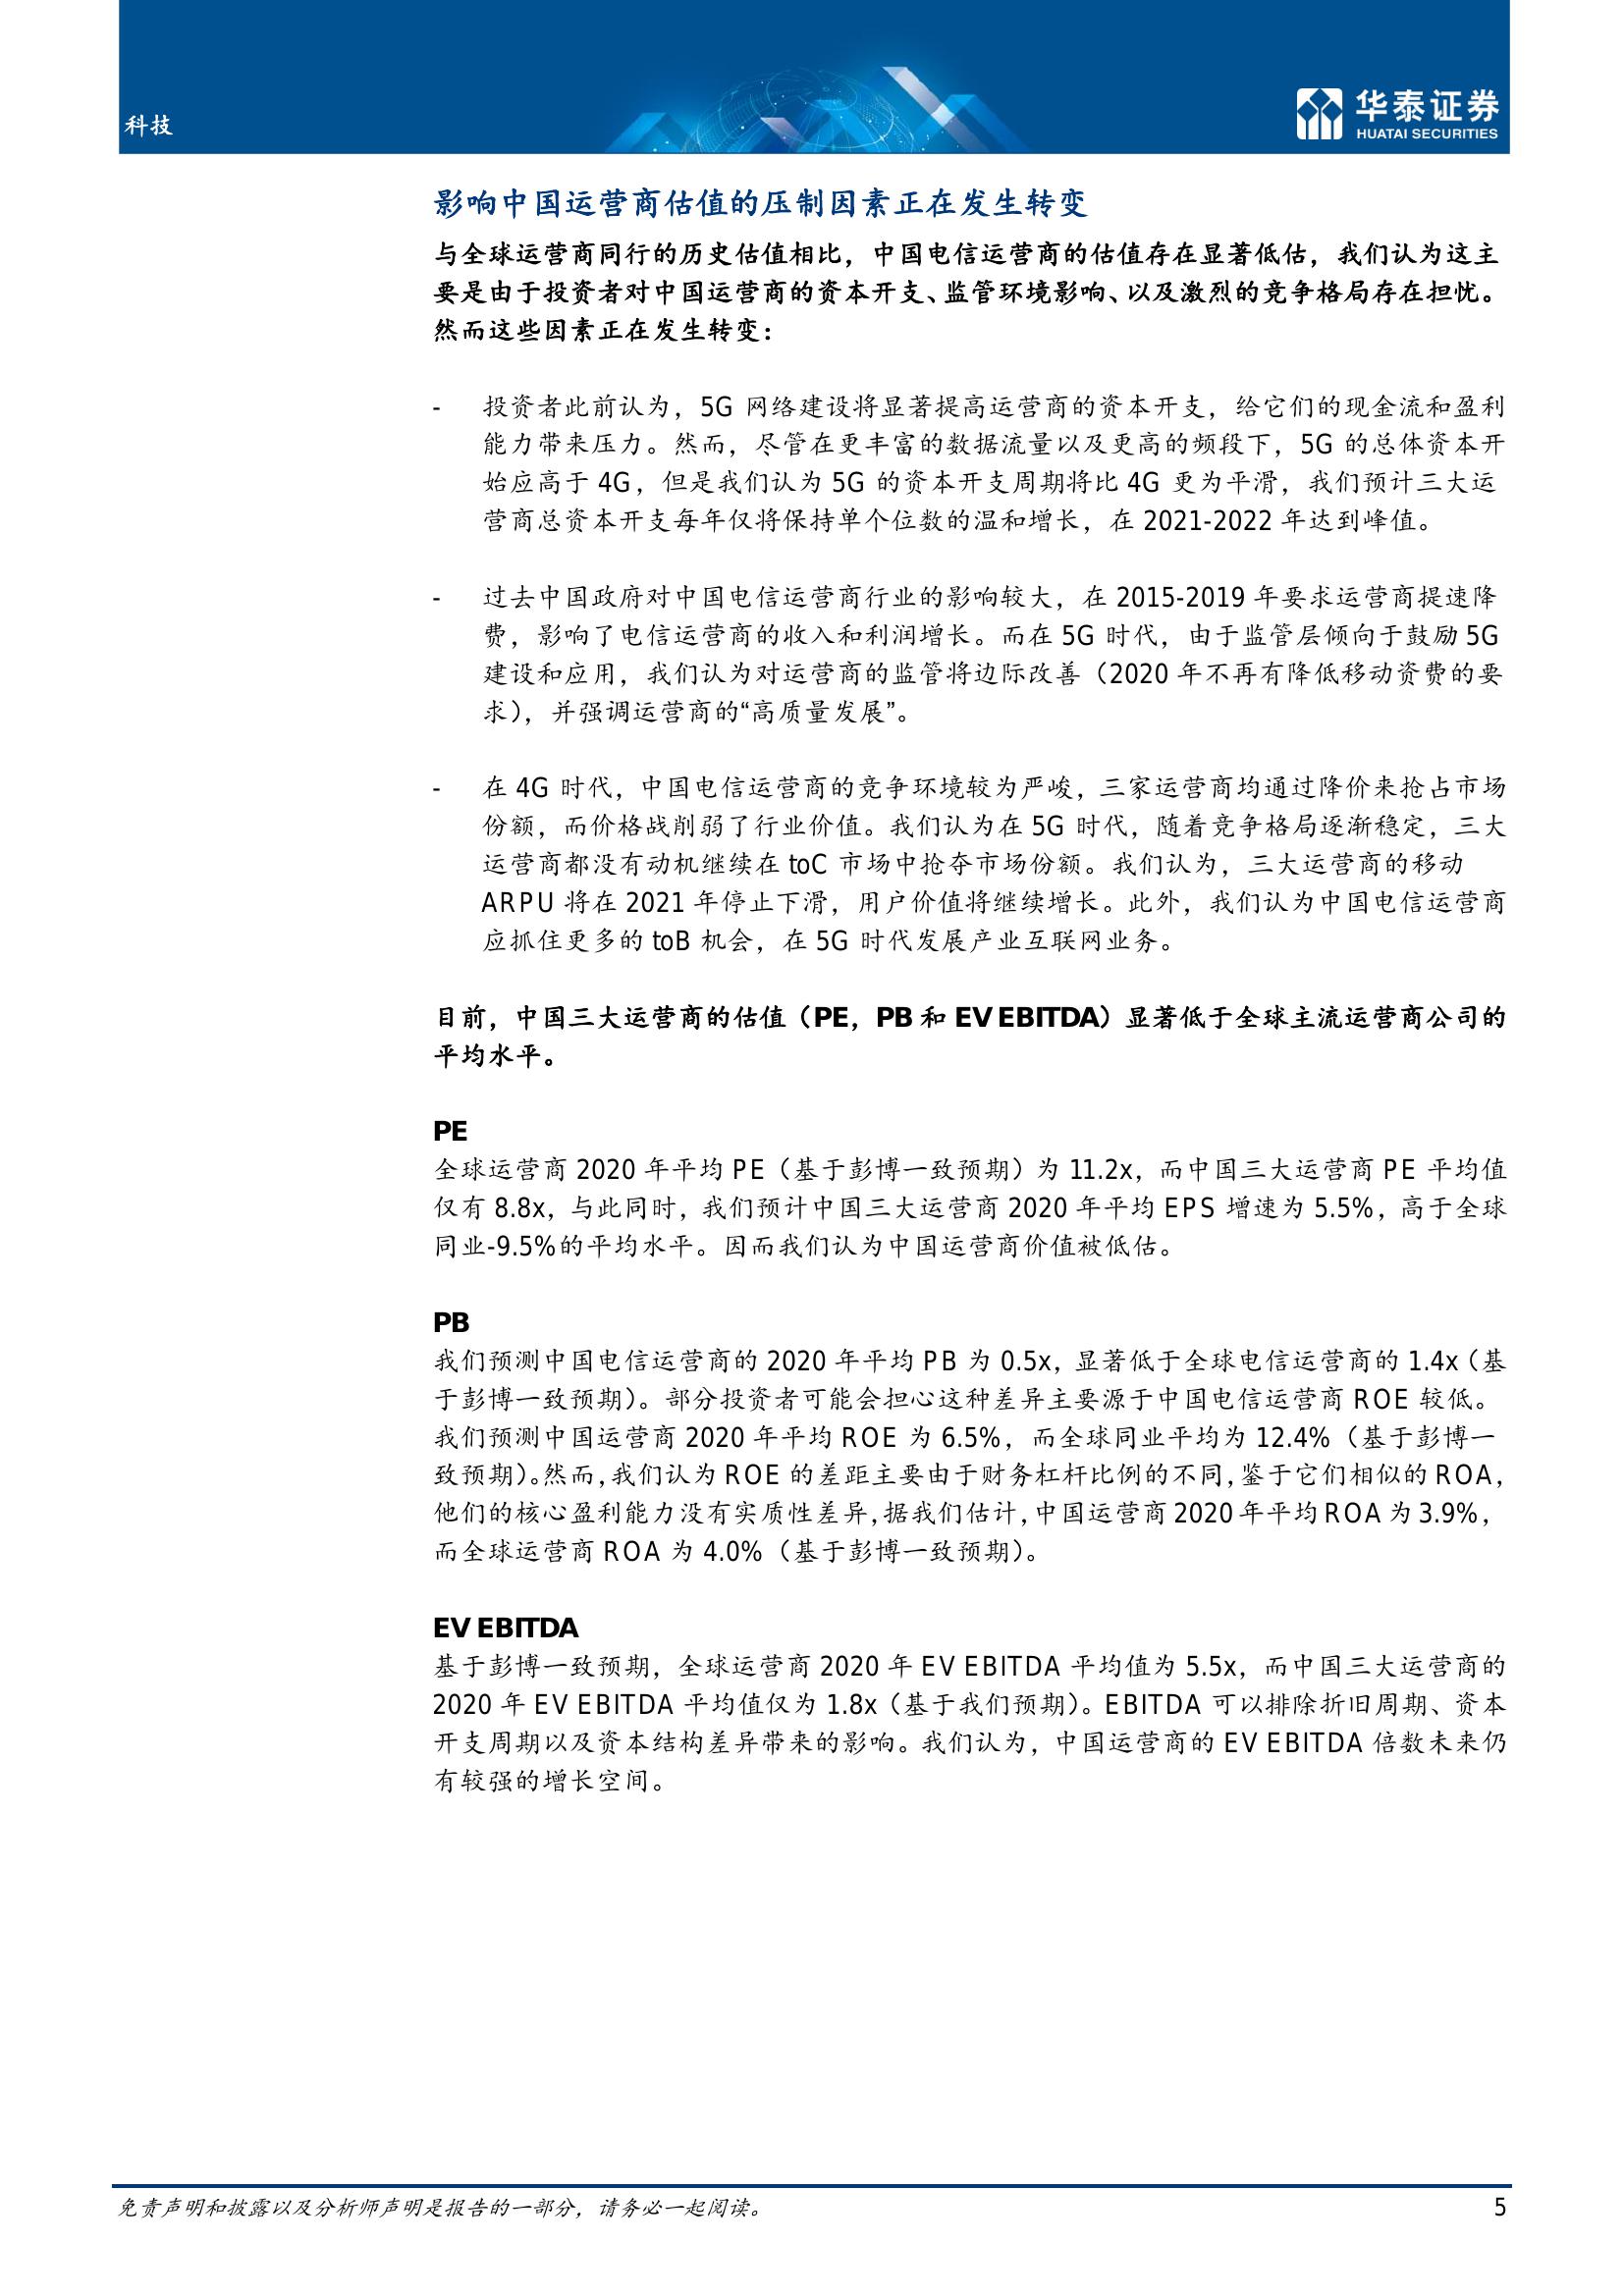 科技
华泰证券
HUATAI SECURITIES
影响中国运营商估值的压制因素正在发生转变
与全球运营商同行的历史估值相比，中国电信运营商的估值存在显著低估，我们认为这主
要是由于投资者对中国运营商的资本开支、监管环境影响、以及激烈的竞争格局存在担忧。
然而这些因素正在发生转变：
- 投资者此前认为，5G 网络建设将显著提高运营商的资本开支，给它们的现金流和盈利
能力带来压力。然而，尽管在更丰富的数据流量以及更高的频段下，5G 的总体资本开
始应高于 4G，但是我们认为 5G 的资本开支周期将比 4G 更为平滑，我们预计三大运
营商总资本开支每年仅将保持单个位数的温和增长，在 2021-2022 年达到峰值。
- 过去中国政府对中国电信运营商行业的影响较大，在 2015-2019 年要求运营商提速降
费，影响了电信运营商的收入和利润增长。而在 5G 时代，由于监管层倾向于鼓励 5G
建设和应用，我们认为对运营商的监管将边际改善（2020 年不再有降低移动资费的要
求），并强调运营商的“高质量发展”。
- 在 4G 时代，中国电信运营商的竞争环境较为严峻，三家运营商均通过降价来抢占市场
份额，而价格战削弱了行业价值。我们认为在 5G 时代，随着竞争格局逐渐稳定，三大
运营商都没有动机继续在 toC 市场中抢夺市场份额。我们认为，三大运营商的移动
ARPU 将在 2021 年停止下滑，用户价值将继续增长。此外，我们认为中国电信运营商
应抓住更多的 toB 机会，在 5G 时代发展产业互联网业务。
目前，中国三大运营商的估值（PE，PB 和 EV EBITDA）显著低于全球主流运营商公司的
平均水平。
PE
全球运营商 2020 年平均 PE（基于彭博一致预期）为 11.2x，而中国三大运营商 PE 平均值
仅有 8.8x，与此同时，我们预计中国三大运营商 2020 年平均 EPS 增速为 5.5%，高于全球
同业-9.5%的平均水平。因而我们认为中国运营商价值被低估。
PB
我们预测中国电信运营商的 2020 年平均 PB 为 0.5x，显著低于全球电信运营商的 1.4x（基
于彭博一致预期）。部分投资者可能会担心这种差异主要源于中国电信运营商 ROE 较低。
我们预测中国运营商 2020 年平均 ROE 为 6.5%，而全球同业平均为 12.4%（基于彭博一
致预期）。然而，我们认为 ROE 的差距主要由于财务杠杆比例的不同，鉴于它们相似的 ROA，
他们的核心盈利能力没有实质性差异，据我们估计，中国运营商 2020 年平均 ROA 为 3.9%，
而全球运营商 ROA 为 4.0%（基于彭博一致预期）。
EV EBITDA
基于彭博一致预期，全球运营商 2020 年 EV EBITDA 平均值为 5.5x，而中国三大运营商的
2020 年 EV EBITDA 平均值仅为 1.8x（基于我们预期）。EBITDA 可以排除折旧周期、资本
开支周期以及资本结构差异带来的影响。我们认为，中国运营商的 EV EBITDA 倍数未来仍
有较强的增长空间。
免责声明和披露以及分析师声明是报告的一部分，请务必一起阅读。
5